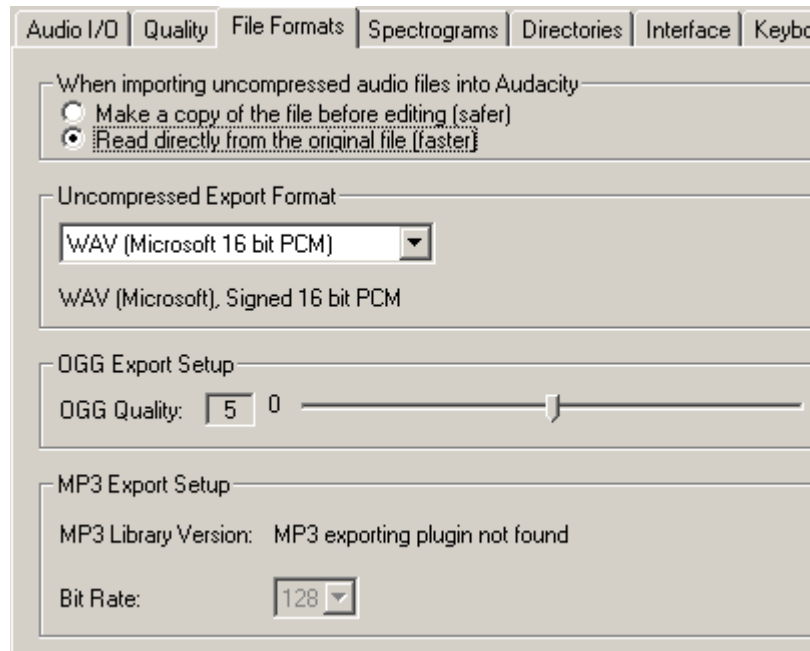 Audio I/O Quality File Formats Spectrograms Directories Interface Keybo
When importing uncompressed audio files into Audacity
Make a copy of the file before editing (safer)
Read directly from the original file (faster)
Uncompressed Export Format
WAV (Microsoft 16 bit PCM)
WAV (Microsoft), Signed 16 bit PCM
OGG Export Setup
OGG Quality: 5 0
MP3 Export Setup
MP3 Library Version: MP3 exporting plugin not found
Bit Rate: 128